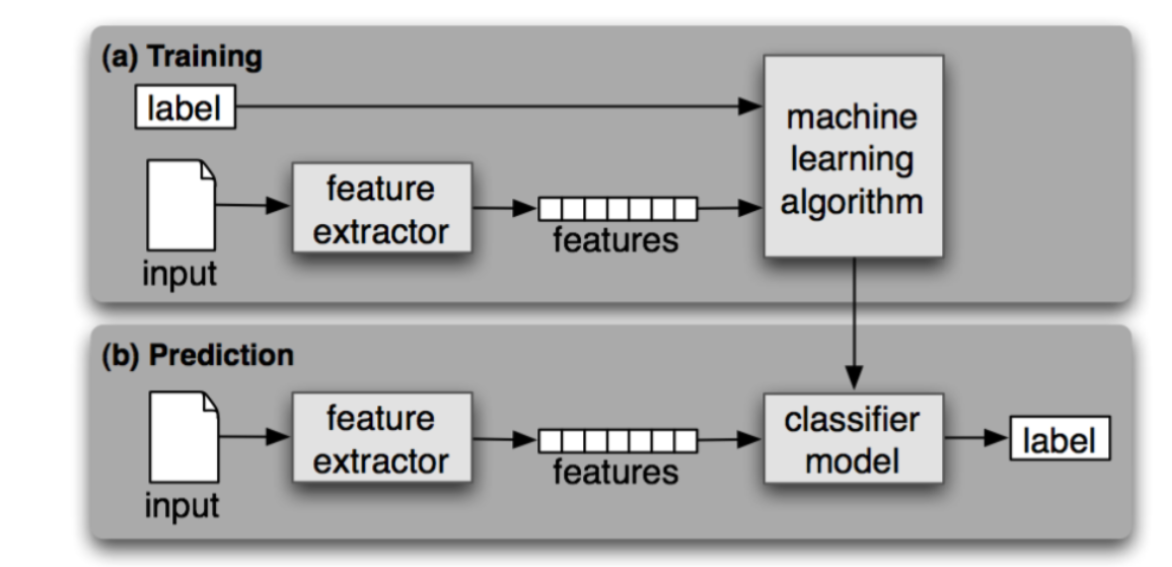 (a) Training
label
machine
learning
algorithm
feature
extractor
features
input
(b) Prediction
feature
extractor
features
input
classifier
model
label